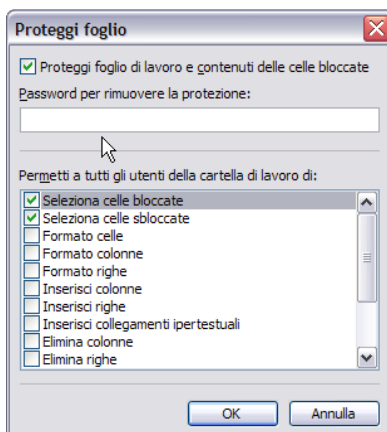 Proteggi foglio
Proteggi foglio di lavoro e contenuti delle celle bloccate
Password per rimuovere la protezione:
Permetti a tutti gli utenti della cartella di lavoro di:
Seleziona celle bloccate
Seleziona celle sbloccate
Formato celle
Formato colonne
Formato righe
Inserisci colonne
Inserisci righe
Inserisci collegamenti ipertestuali
Elimina colonne
Elimina righe
OK Annulla